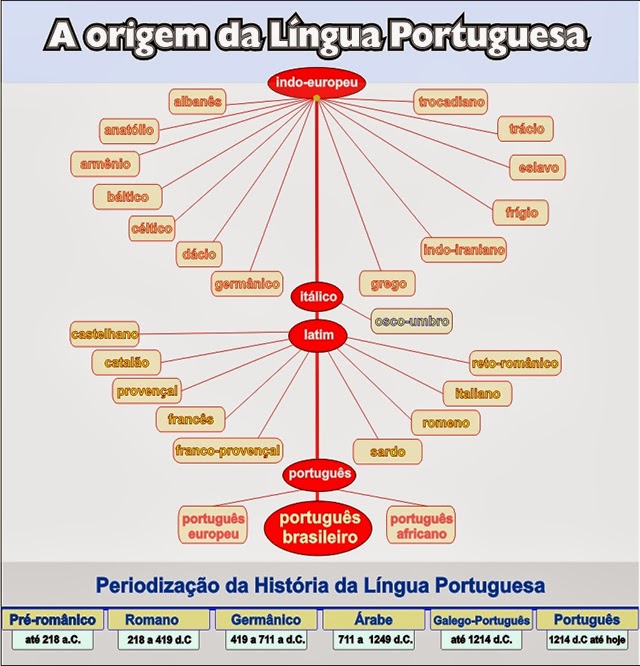 A origem da Língua Portuguesa
indo-europeu
albanês
trocadiano
anatólio
trácio
armênio
eslavo
báltico
frígio
céltico
dácio
indo-iraniano
germânico
grego
itálico
osco-umbro
latim
castelhano
catalão
reto-românico
provençal
italiano
francês
romeno
franco-provençal
sardo
português
português
europeu
português
brasileiro
português
africano
Periodização da História da Língua Portuguesa
Pré-românico Romano Germânico Árabe Galego-Português Português
até 218 a.C. 218 a 419 d.C 419 a 711 a d.C. 711 a 1249 d.C. até 1214 d.C. 1214 d.C até hoje